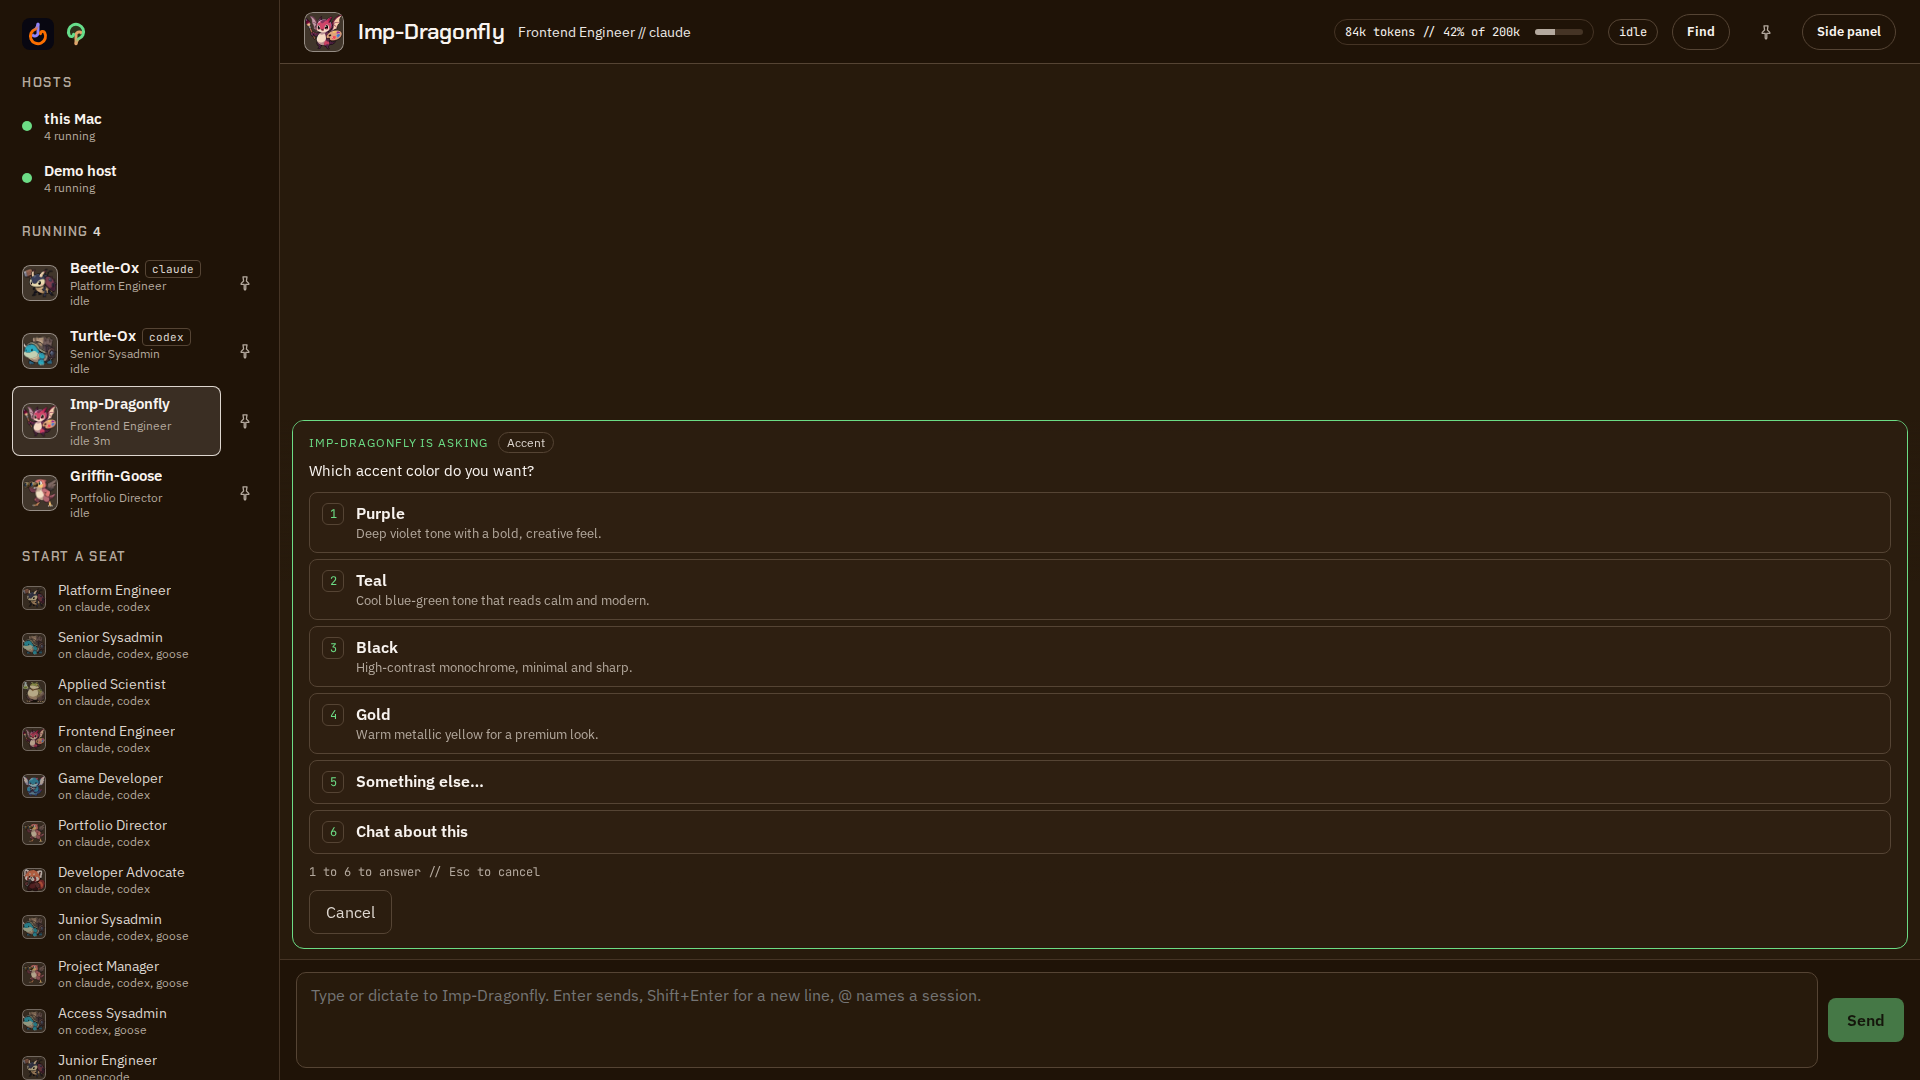 HOSTS
this Mac
4 running
Demo host
4 running
RUNNING 4
Beetle-Ox claude
Platform Engineer
idle
Turtle-Ox codex
Senior Sysadmin
idle
Imp-Dragonfly
Frontend Engineer
idle 3m
Griffin-Goose
Portfolio Director
idle
START A SEAT
Platform Engineer
on claude, codex
Senior Sysadmin
on claude, codex, goose
Applied Scientist
on claude, codex
Frontend Engineer
on claude, codex
Game Developer
on claude, codex
Portfolio Director
on claude, codex
Developer Advocate
on claude, codex
Junior Sysadmin
on claude, codex, goose
Project Manager
on claude, codex, goose
Access Sysadmin
on codex, goose
Junior Engineer
on opencode
Imp-Dragonfly Frontend Engineer // claude
84k tokens // 42% of 200k idle Find Side panel
IMP-DRAGONFLY IS ASKING Accent
Which accent color do you want?
1 Purple
Deep violet tone with a bold, creative feel.
2 Teal
Cool blue-green tone that reads calm and modern.
3 Black
High-contrast monochrome, minimal and sharp.
4 Gold
Warm metallic yellow for a premium look.
5 Something else...
6 Chat about this
1 to 6 to answer // Esc to cancel
Cancel
Type or dictate to Imp-Dragonfly. Enter sends, Shift+Enter for a new line, @ names a session.
Send